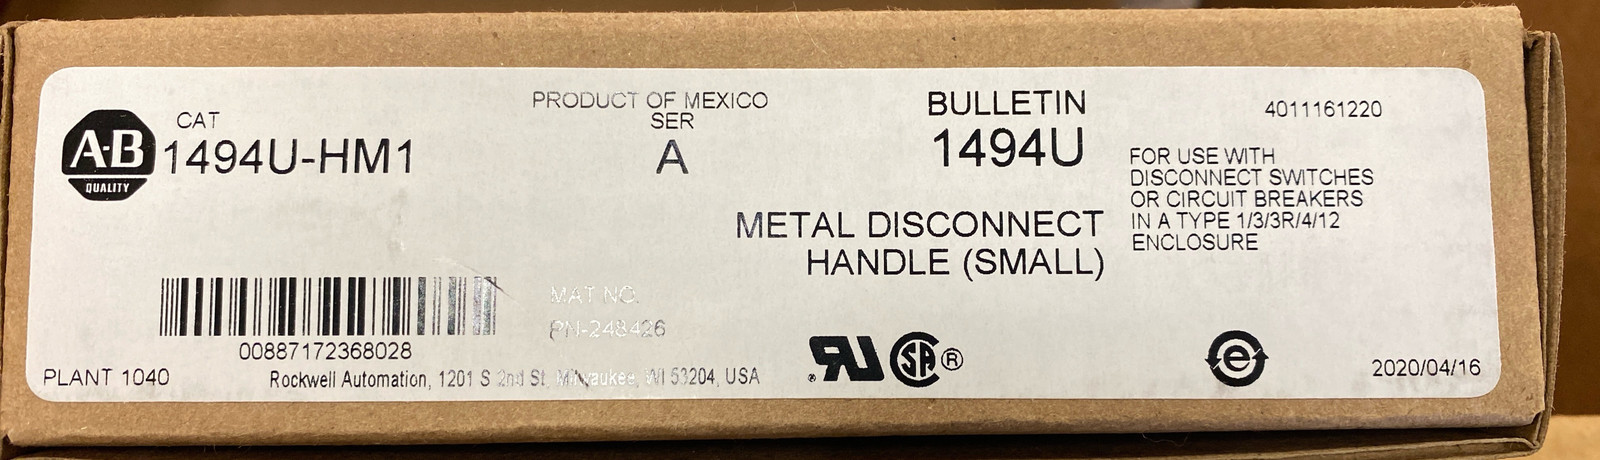 A-B
QUALITY
CAT
1494U-HM1
PRODUCT OF MEXICO
SER
A
BULLETIN
1494U
4011161220
FOR USE WITH
DISCONNECT SWITCHES
OR CIRCUIT BREAKERS
IN A TYPE 1/3/3R/4/12
ENCLOSURE
METAL DISCONNECT
HANDLE (SMALL)
MAT NO.
PN-248426
00887172368028
PLANT 1040
Rockwell Automation, 1201 S 2nd St, Milwaukee, WI 53204, USA
SA
®
e
2020/04/16